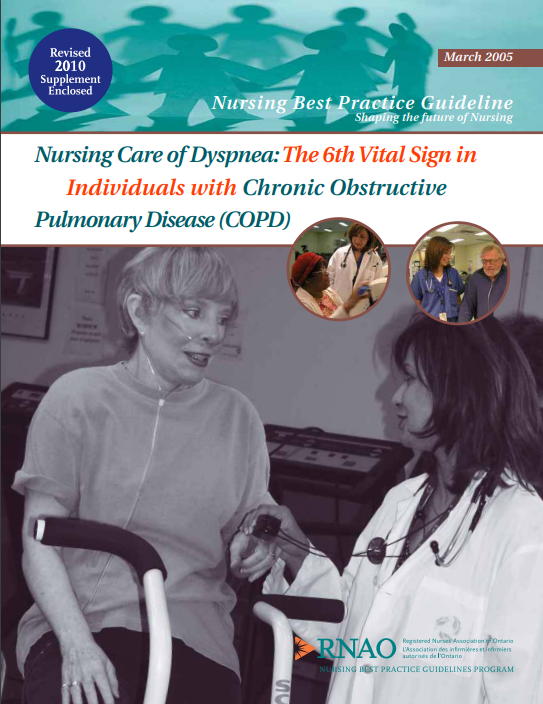 Revised
2010
Supplement
Enclosed
March 2005
Nursing Best Practice Guideline
Shaping the future of Nursing
Nursing Care of Dyspnea: The 6th Vital Sign in
Individuals with Chronic Obstructive
Pulmonary Disease (COPD)
RNAO
Registered Nurses Association of Ontario
L'Association des infirmières et infirmiers
autorisés de l'Ontario
NURSING BEST PRACTICE GUIDELINES PROGRAM